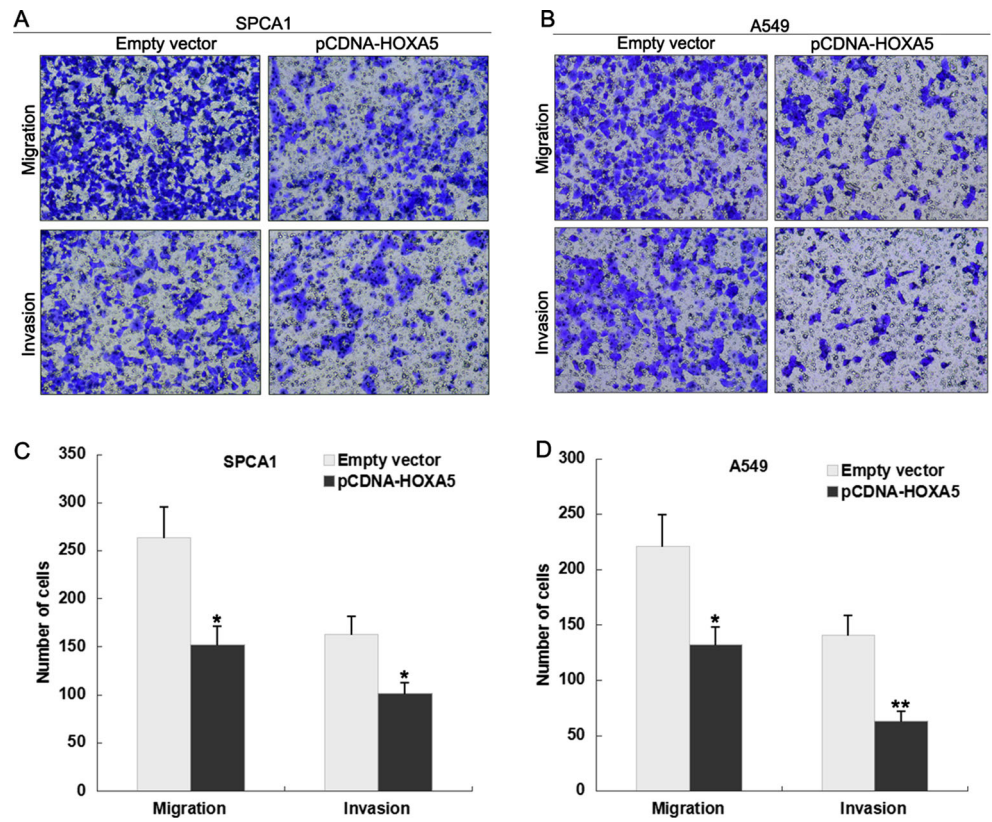 A
SPCA1
Empty vector
pCDNA-HOXA5
Migration
Invasion
B
A549
Empty vector
pCDNA-HOXA5
Migration
Invasion
C
SPCA1
Empty vector
pCDNA-HOXA5
Number of cells
350
300
250
200
150
100
50
0
*
*
Migration
Invasion
D
A549
Empty vector
pCDNA-HOXA5
Number of cells
300
250
200
150
100
50
0
*
**
Migration
Invasion